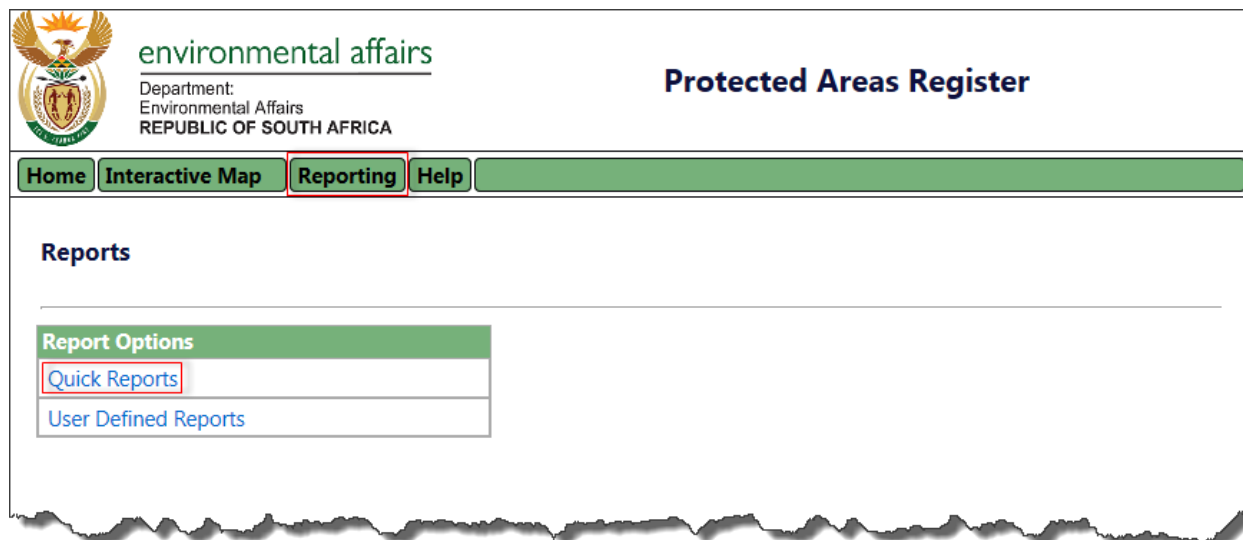 environmental affairs
Department:
Environmental Affairs
REPUBLIC OF SOUTH AFRICA
Protected Areas Register
Home Interactive Map Reporting Help
Reports
Report Options
Quick Reports
User Defined Reports